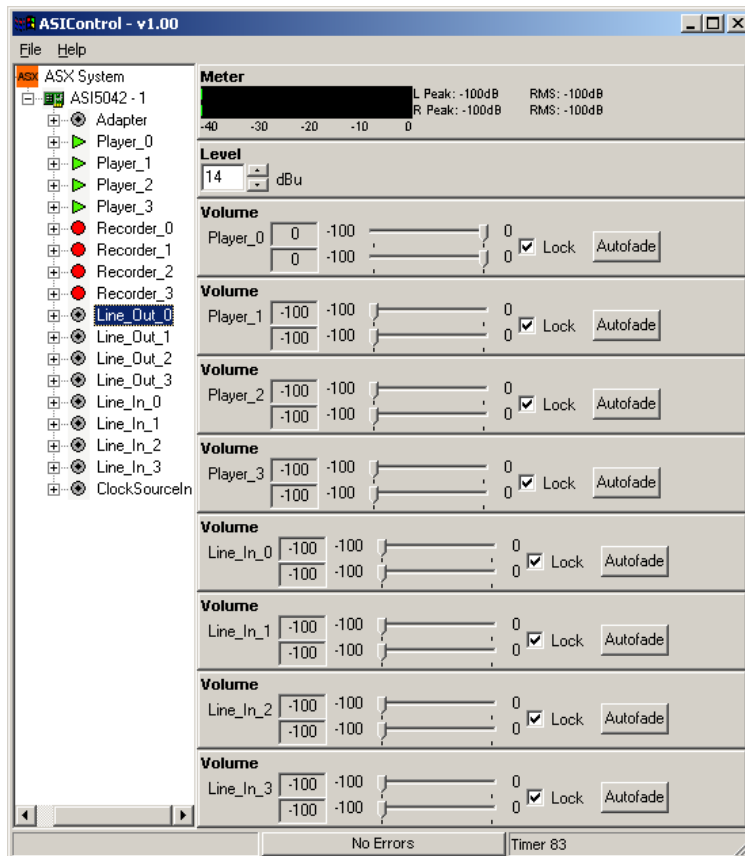 ASIControl - v1.00
File Help
ASX ASX System
ASI5042 - 1
Adapter
Player_0
Player_1
Player_2
Player_3
Recorder_0
Recorder_1
Recorder_2
Recorder_3
Line_Out_0
Line_Out_1
Line_Out_2
Line_Out_3
Line_In_0
Line_In_1
Line_In_2
Line_In_3
ClockSourceIn
Meter
L Peak: -100dB RMS: -100dB
R Peak: -100dB RMS: -100dB
-40 -30 -20 -10 0
Level
14 dBu
Volume
Player_0 0 -100 0 Lock Autofade
0 -100 0
Volume
Player_1 -100 -100 0 Lock Autofade
-100 -100 0
Volume
Player_2 -100 -100 0 Lock Autofade
-100 -100 0
Volume
Player_3 -100 -100 0 Lock Autofade
-100 -100 0
Volume
Line_In_0 -100 -100 0 Lock Autofade
-100 -100 0
Volume
Line_In_1 -100 -100 0 Lock Autofade
-100 -100 0
Volume
Line_In_2 -100 -100 0 Lock Autofade
-100 -100 0
Volume
Line_In_3 -100 -100 0 Lock Autofade
-100 -100 0
No Errors
Timer 83